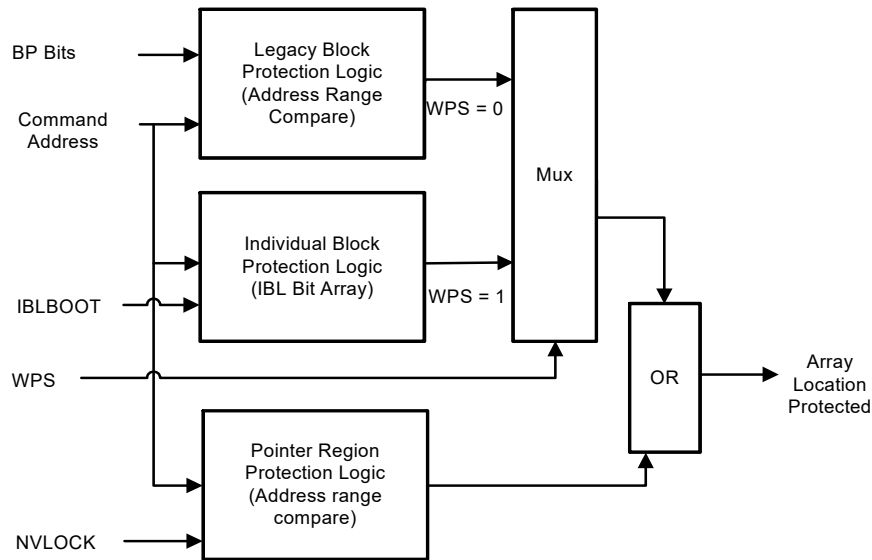 BP Bits
Command
Address
Legacy Block
Protection Logic
(Address Range
Compare)
WPS = 0
Mux
Individual Block
Protection Logic
(IBL Bit Array)
WPS = 1
IBLBOOT
WPS
OR
Array
Location
Protected
Pointer Region
Protection Logic
(Address range
compare)
NVLOCK